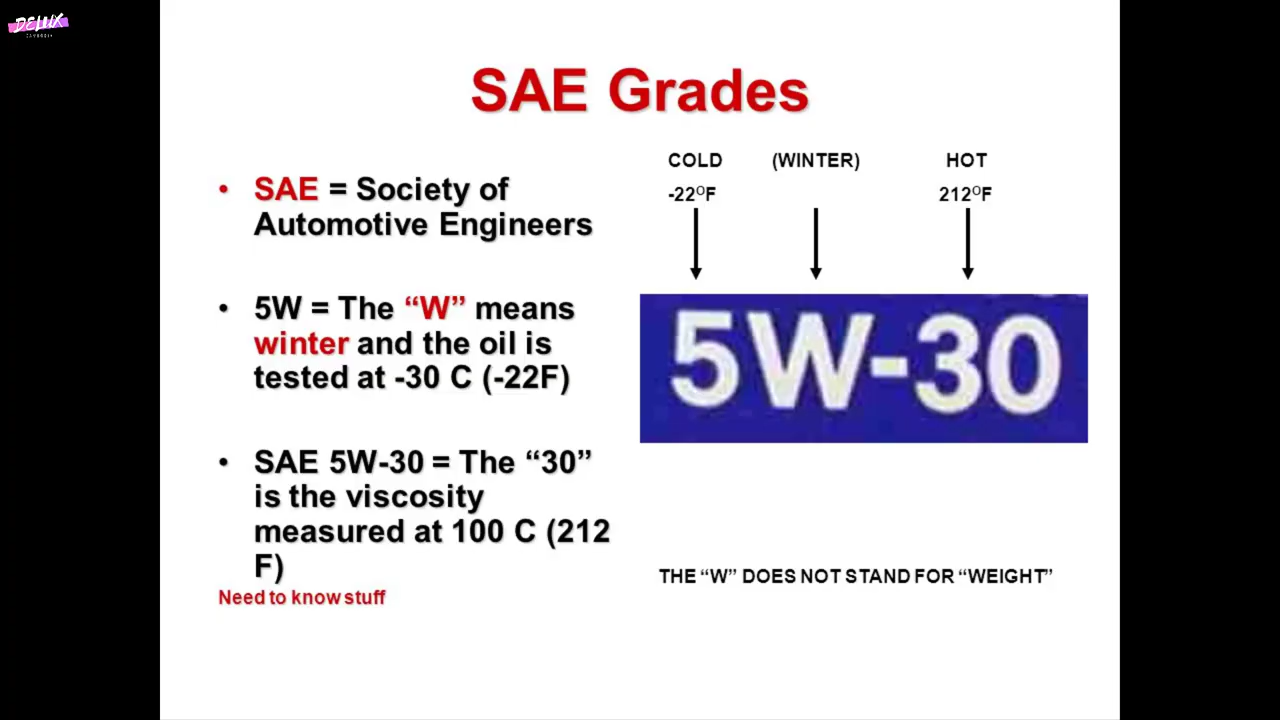 DELUX
SAE Grades
• SAE = Society of
Automotive Engineers
• 5W = The “W” means
winter and the oil is
tested at -30 C (-22F)
• SAE 5W-30 = The “30”
is the viscosity
measured at 100 C (212
F)
Need to know stuff
COLD (WINTER) HOT
-22ᴼF 212ᴼF
5W-30
THE “W” DOES NOT STAND FOR “WEIGHT”